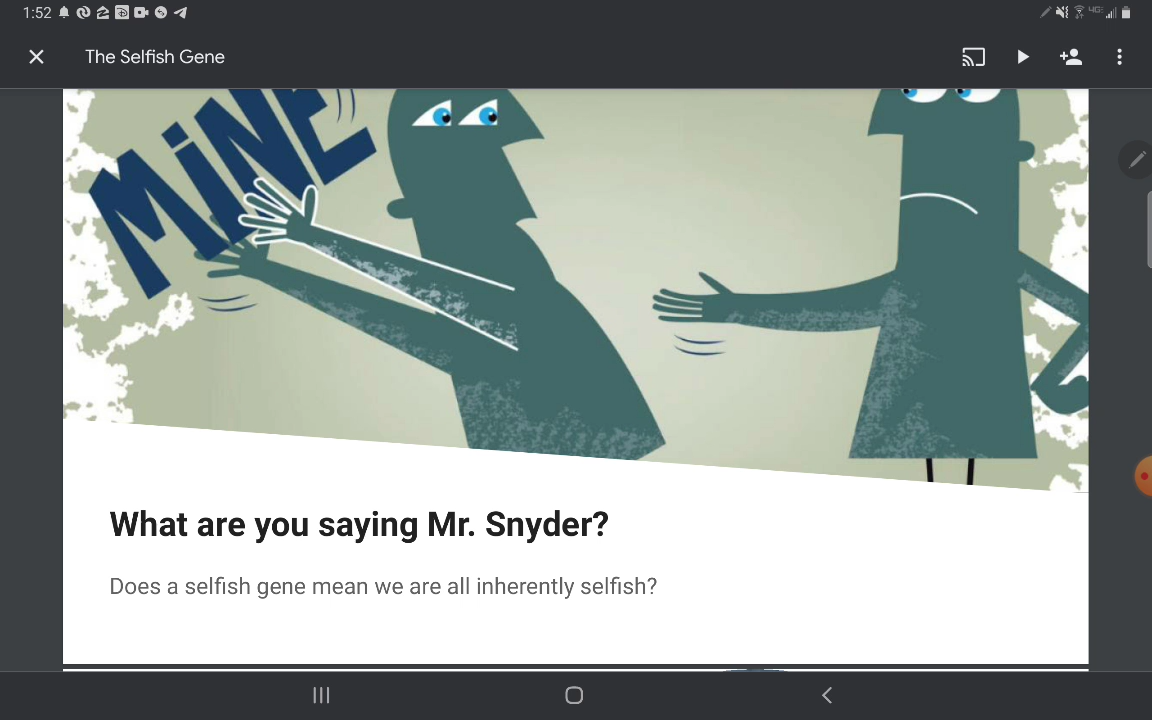 1:52
4G
The Selfish Gene
MiNE
What are you saying Mr. Snyder?
Does a selfish gene mean we are all inherently selfish?